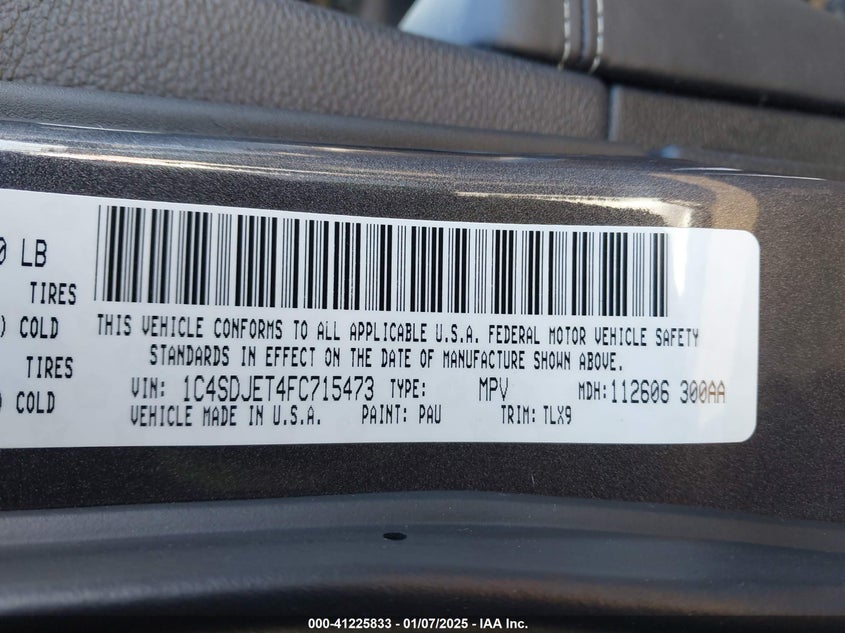 0 LB
TIRES
) COLD
TIRES
) COLD
THIS VEHICLE CONFORMS TO ALL APPLICABLE U.S.A. FEDERAL MOTOR VEHICLE SAFETY
STANDARDS IN EFFECT ON THE DATE OF MANUFACTURE SHOWN ABOVE.
VIN: 1C4SDJET4FC715473 TYPE: MPV MDH:112606 300AA
VEHICLE MADE IN U.S.A. PAINT: PAU TRIM: TLX9
000-41225833 - 01/07/2025 - IAA Inc.